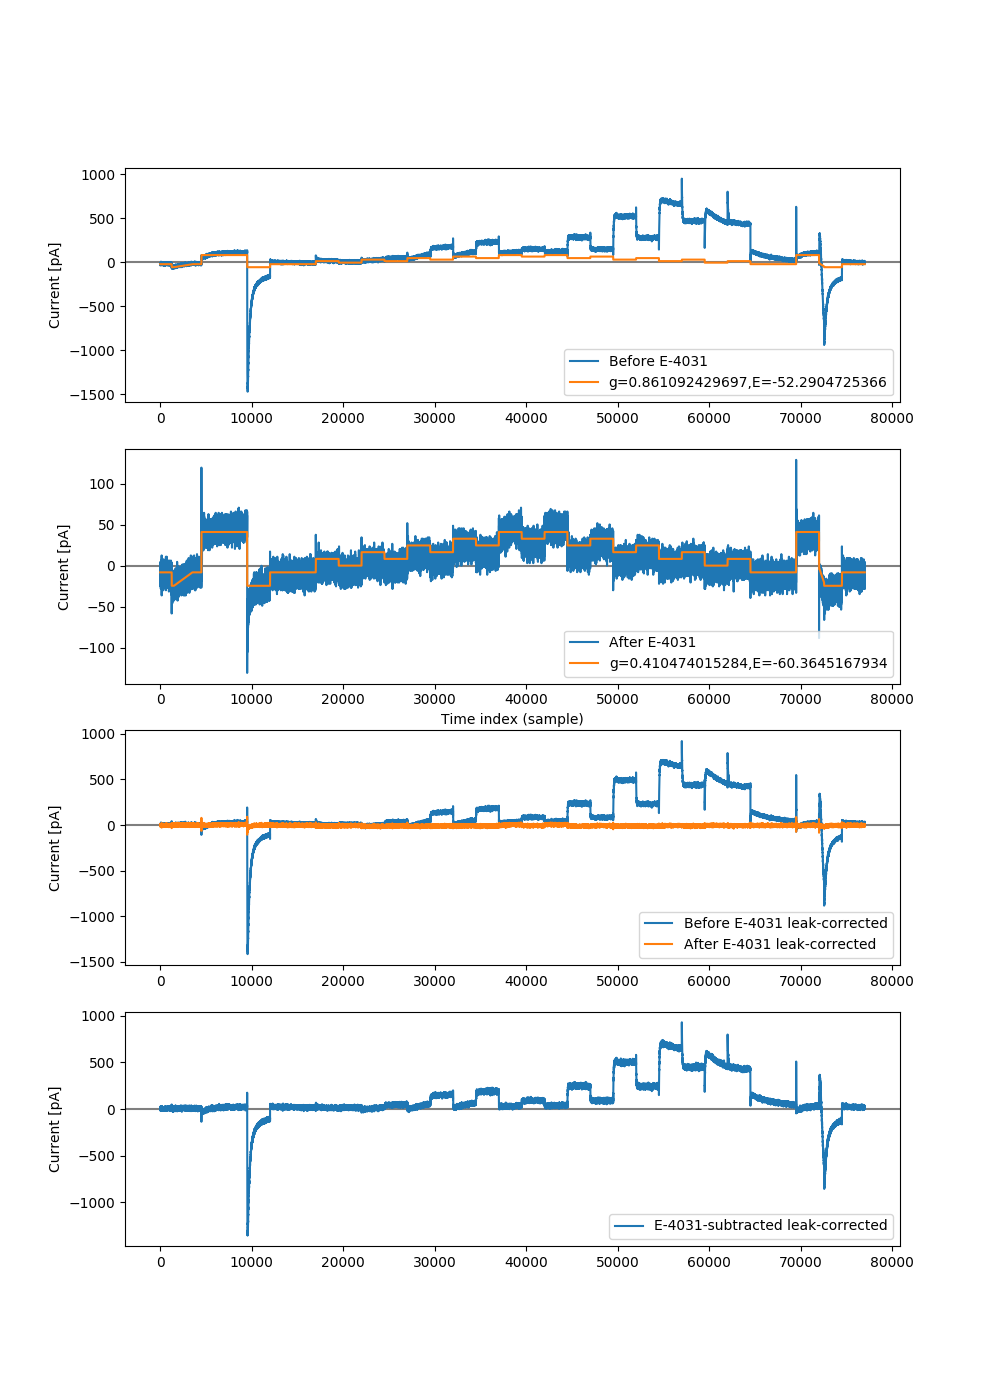 1000
500
0
−500
−1000
−1500
Current [pA]
Before E-4031
g=0.861092429697,E=-52.2904725366
0 10000 20000 30000 40000 50000 60000 70000 80000
100
50
0
−50
−100
Current [pA]
After E-4031
g=0.410474015284,E=-60.3645167934
0 10000 20000 30000 40000 50000 60000 70000 80000
Time index (sample)
1000
500
0
−500
−1000
−1500
Current [pA]
Before E-4031 leak-corrected
After E-4031 leak-corrected
0 10000 20000 30000 40000 50000 60000 70000 80000
1000
500
0
−500
−1000
Current [pA]
E-4031-subtracted leak-corrected
0 10000 20000 30000 40000 50000 60000 70000 80000